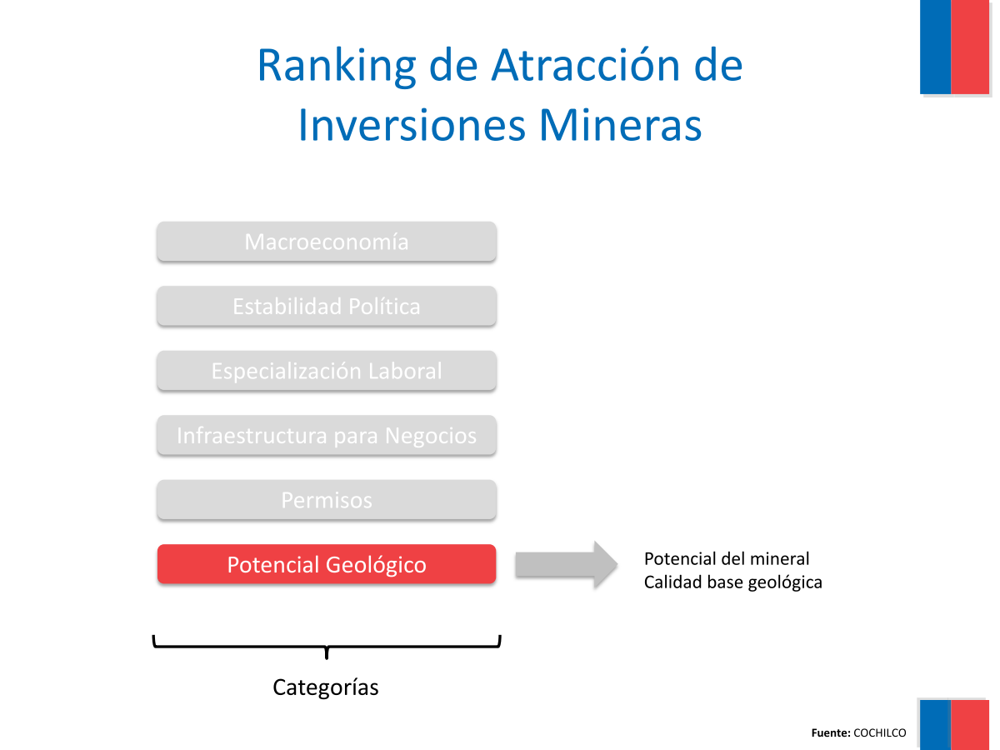 Ranking de Atracción de
Inversiones Mineras
Macroeconomía
Estabilidad Política
Especialización Laboral
Infraestructura para Negocios
Permisos
Potencial Geológico
Potencial del mineral
Calidad base geológica
Categorías
Fuente: COCHILCO